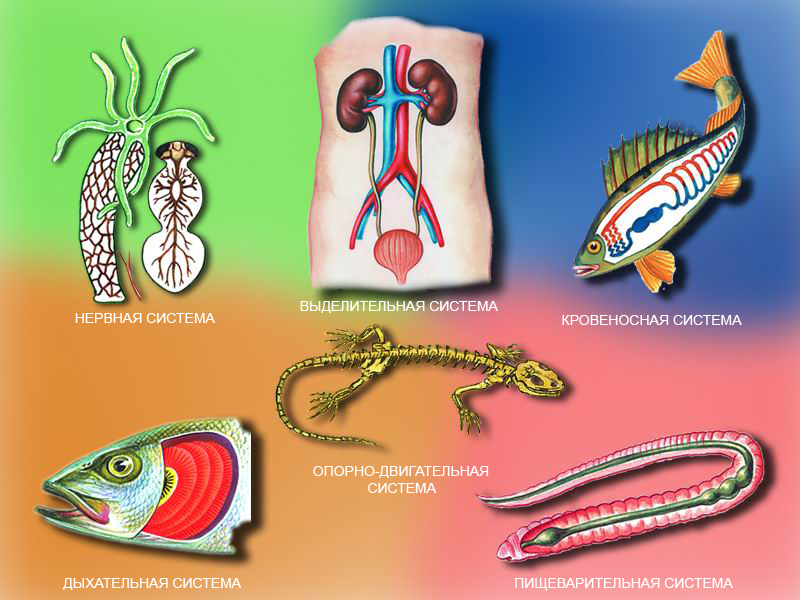 НЕРВНАЯ СИСТЕМА
ВЫДЕЛИТЕЛЬНАЯ СИСТЕМА
КРОВЕНОСНАЯ СИСТЕМА
ОПОРНО-ДВИГАТЕЛЬНАЯ
СИСТЕМА
ДЫХАТЕЛЬНАЯ СИСТЕМА
ПИЩЕВАРИТЕЛЬНАЯ СИСТЕМА